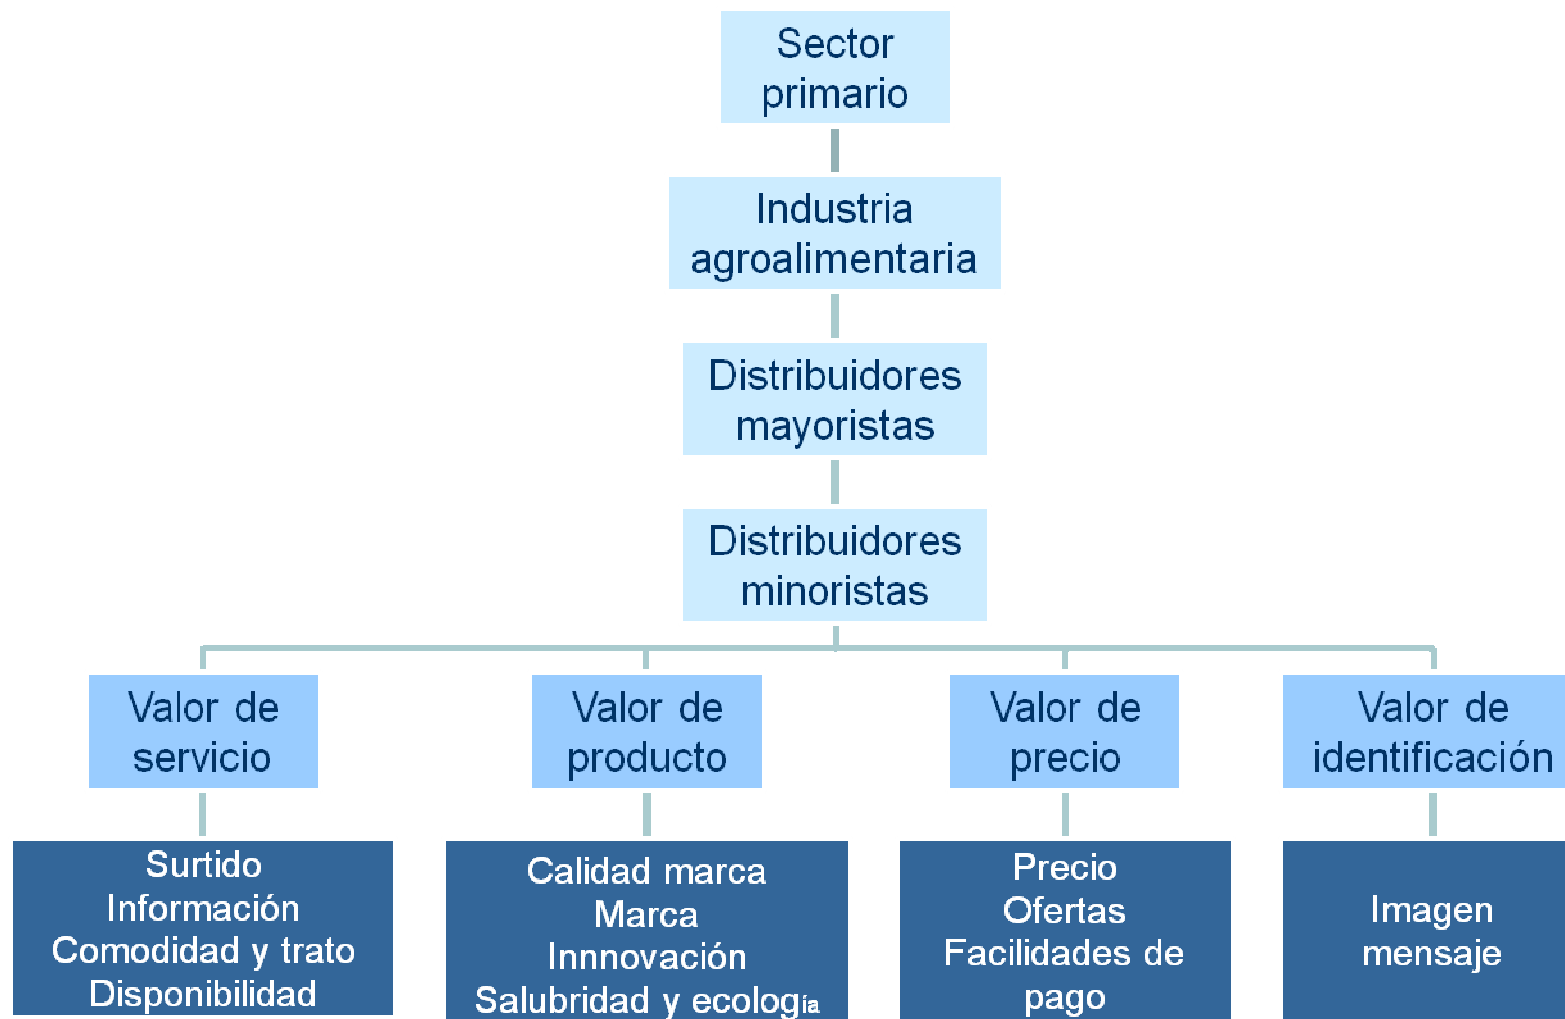 Sector
primario
Industria
agroalimentaria
Distribuidores
mayoristas
Distribuidores
minoristas
Valor de
servicio
Valor de
producto
Valor de
precio
Valor de
identificación
Surtido
Información
Comodidad y trato
Disponibilidad
Calidad marca
Marca
Innnovación
Salubridad y ecología
Precio
Ofertas
Facilidades de
pago
Imagen
mensaje